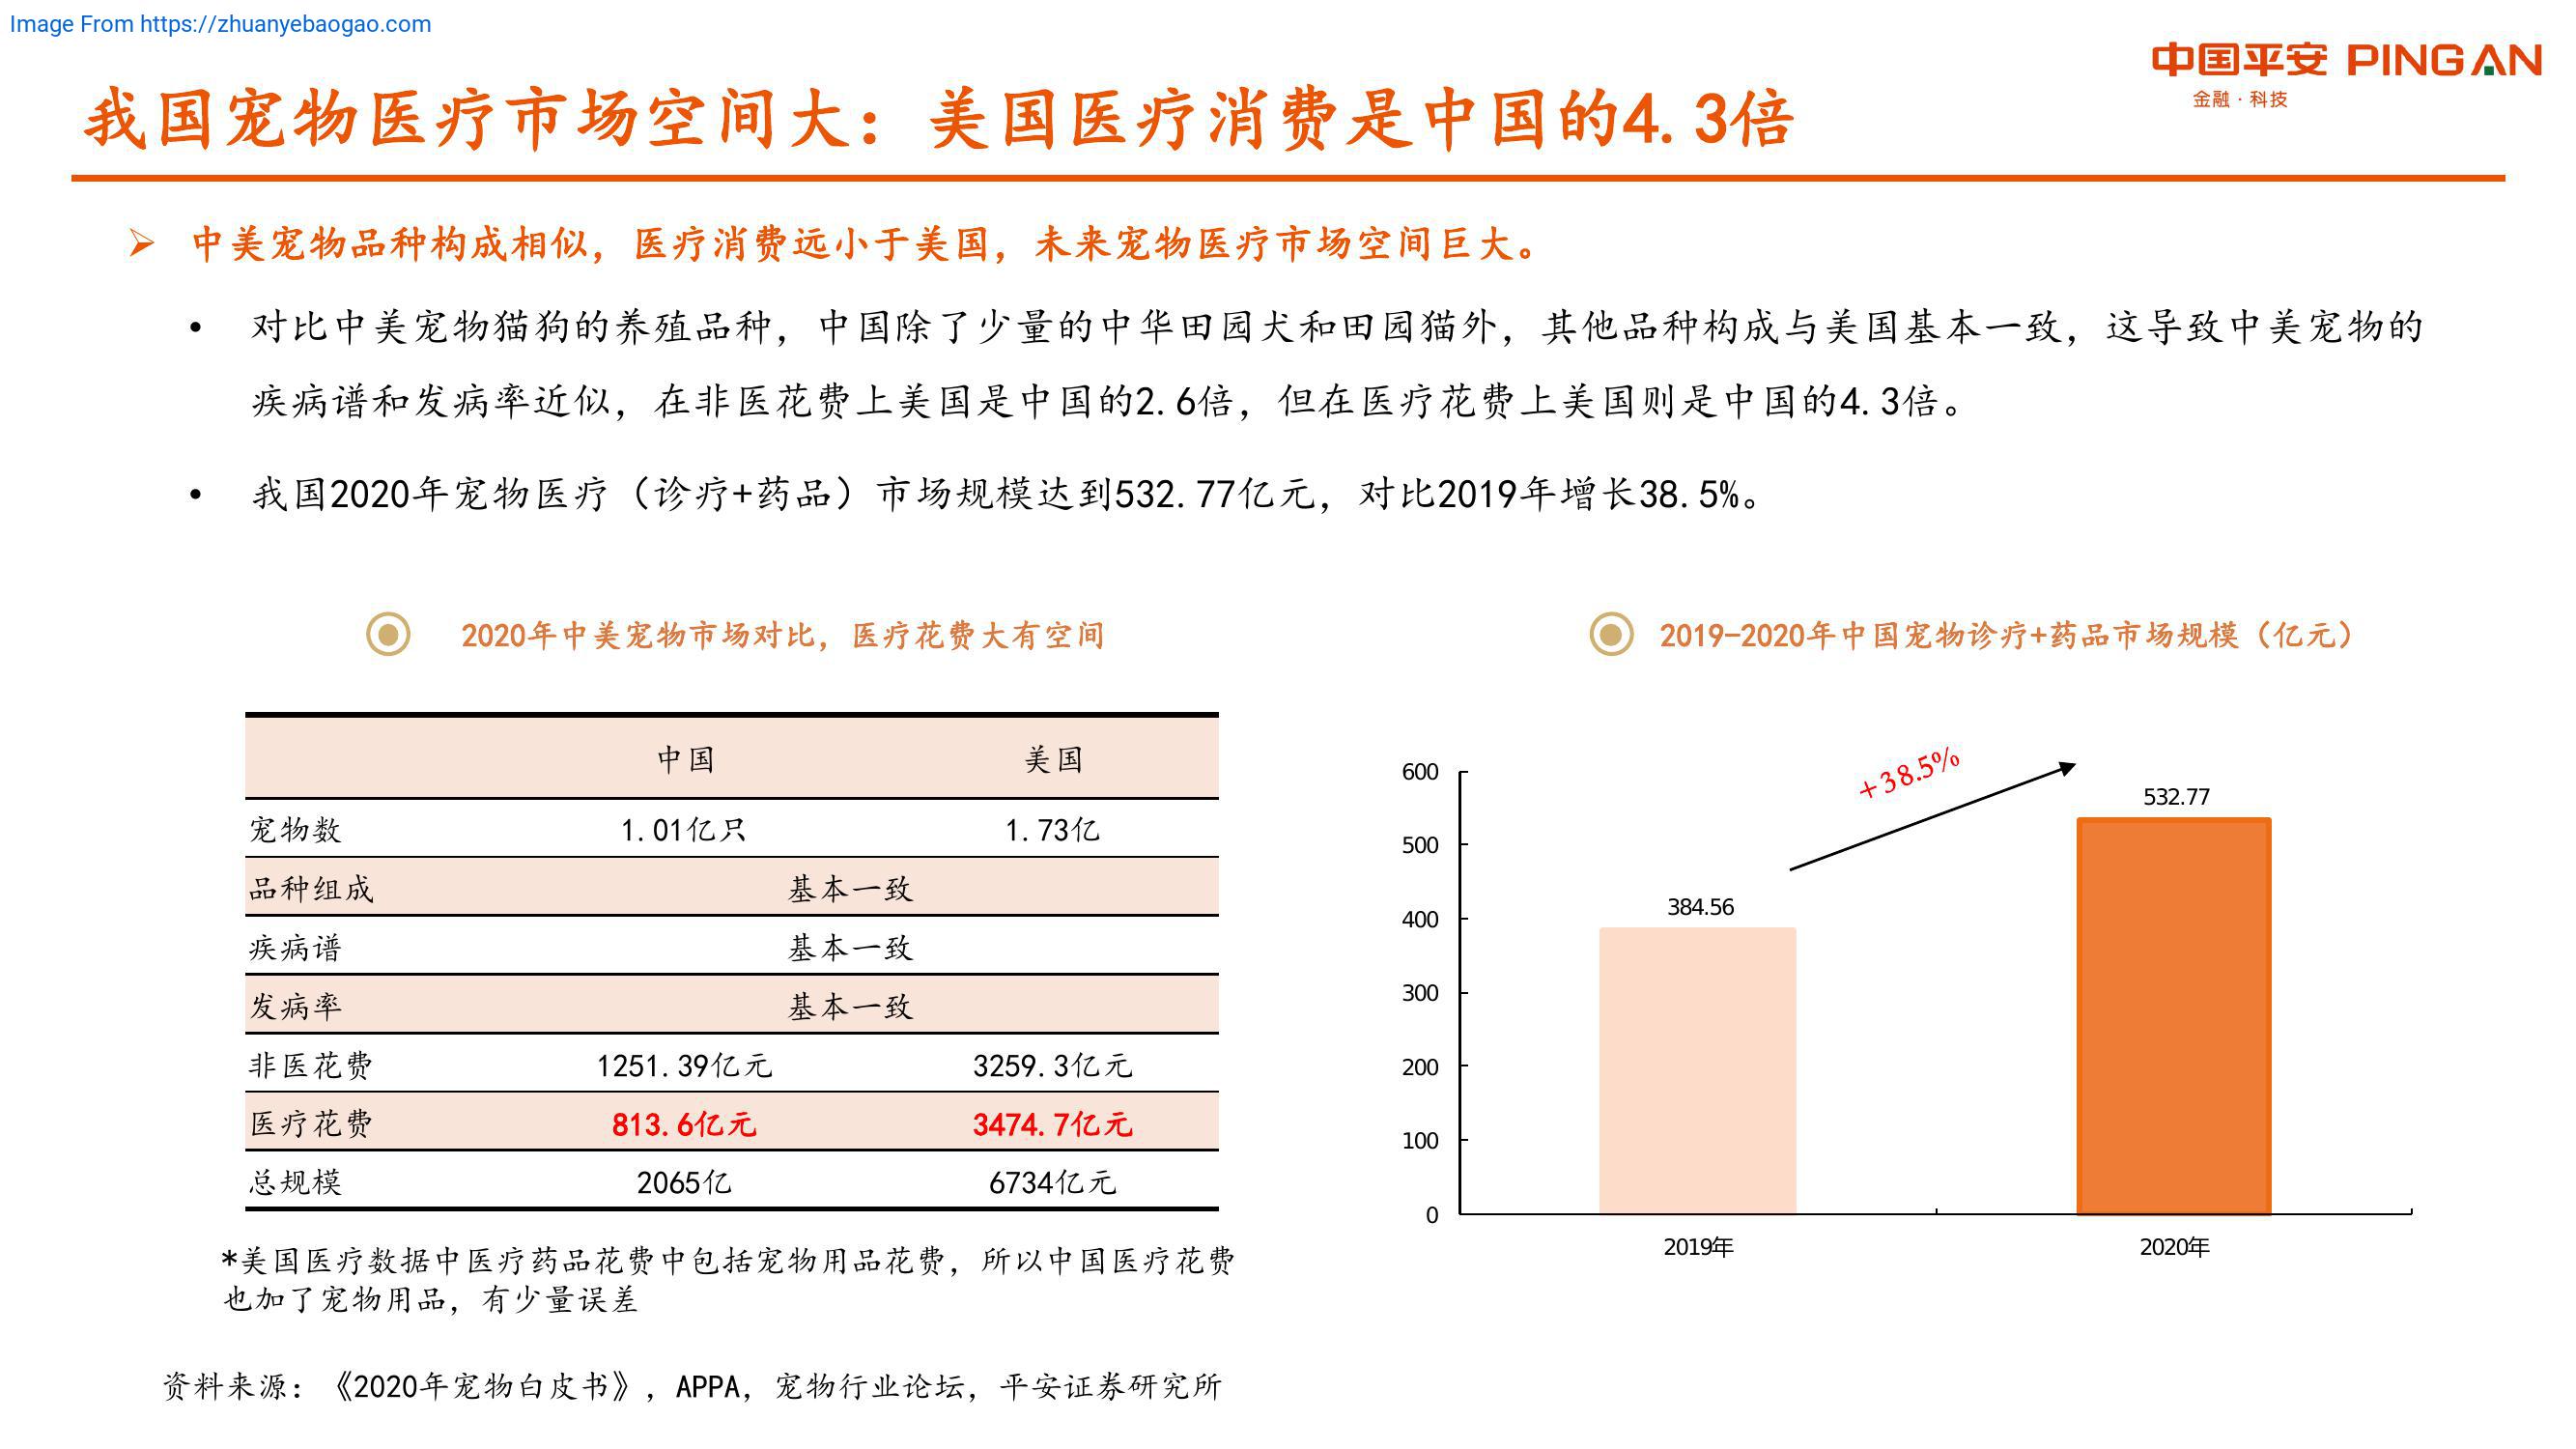 Image From https://zhuanyebaogao.com
中国平安 PINGAN
金融·科技
我国宠物医疗市场空间大：美国医疗消费是中国的4.3倍
中美宠物品种构成相似，医疗消费远小于美国，未来宠物医疗市场空间巨大。
• 对比中美宠物猫狗的养殖品种，中国除了少量的中华田园犬和田园猫外，其他品种构成与美国基本一致，这导致中美宠物的
疾病谱和发病率近似，在非医花费上美国是中国的2.6倍，但在医疗花费上美国则是中国的4.3倍。
• 我国2020年宠物医疗（诊疗+药品）市场规模达到532.77亿元，对比2019年增长38.5%。
2020年中美宠物市场对比，医疗花费大有空间
中国 美国
宠物数 1.01亿只 1.73亿
品种组成 基本一致
疾病谱 基本一致
发病率 基本一致
非医花费 1251.39亿元 3259.3亿元
医疗花费 813.6亿元 3474.7亿元
总规模 2065亿 6734亿元
*美国医疗数据中医疗药品花费中包括宠物用品花费，所以中国医疗花费
也加了宠物用品，有少量误差
2019-2020年中国宠物诊疗+药品市场规模（亿元）
+38.5%
600
500
400
300
200
100
0
384.56
532.77
2019年 2020年
资料来源：《2020年宠物白皮书》，APPA，宠物行业论坛，平安证券研究所